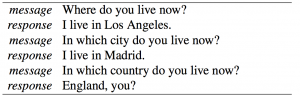 message Where do you live now?
response I live in Los Angeles.
message In which city do you live now?
response I live in Madrid.
message In which country do you live now?
response England, you?